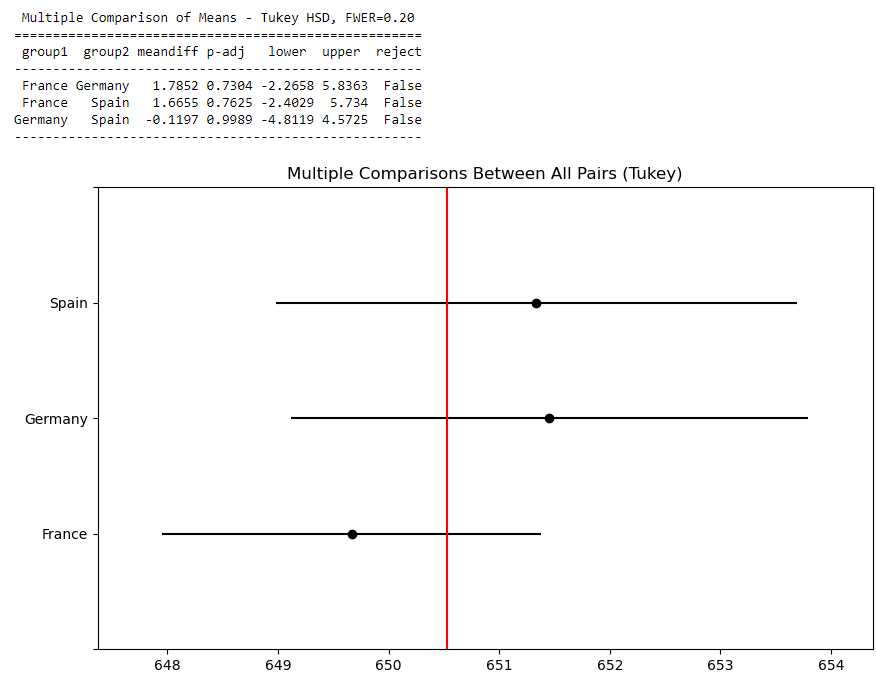 Multiple Comparison of Means - Tukey HSD, FWER=0.20
====================================================
group1 group2 meandiff p-adj lower upper reject
----------------------------------------------------
France Germany 1.7852 0.7304 -2.2658 5.8363 False
France Spain 1.6655 0.7625 -2.4029 5.734 False
Germany Spain -0.1197 0.9989 -4.8119 4.5725 False
----------------------------------------------------
Multiple Comparisons Between All Pairs (Tukey)
Spain
Germany
France
648 649 650 651 652 653 654